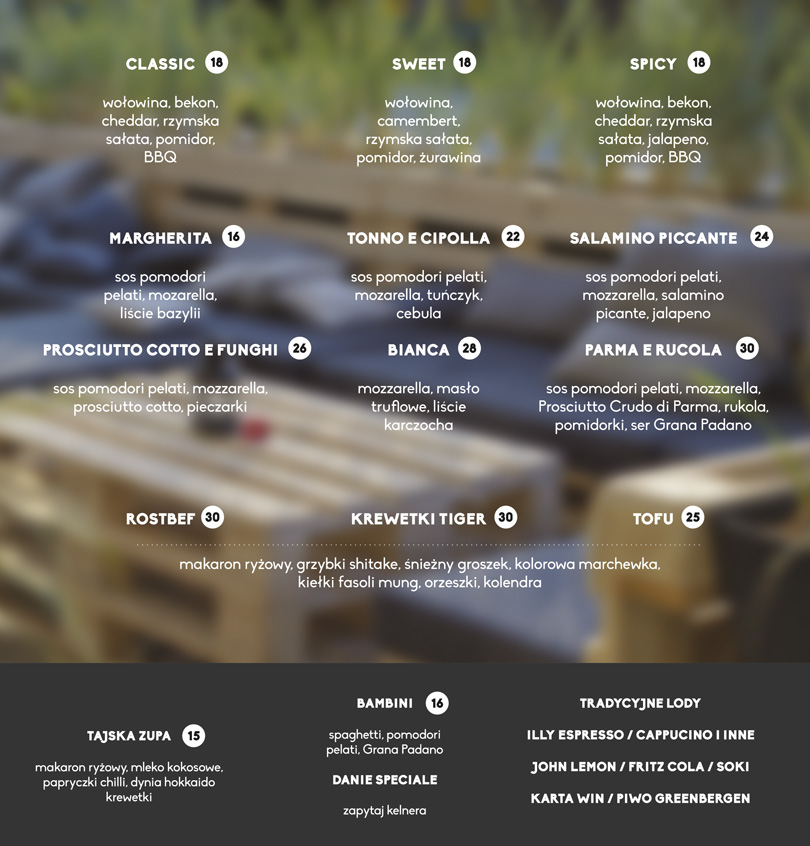 CLASSIC 18
wołowina, bekon,
cheddar, rzymska
sałata, pomidor,
BBQ
SWEET 18
wołowina,
camembert,
rzymska sałata,
pomidor, żurawina
SPICY 18
wołowina, bekon,
cheddar, rzymska
sałata, jalapeno,
pomidor, BBQ
MARGHERITA 16
sos pomodori
pelati, mozarella,
liście bazylii
TONNO E CIPOLLA 22
sos pomodori pelati,
mozarella, tuńczyk,
cebula
SALAMINO PICCANTE 24
sos pomodori pelati,
mozzarella, salamino
picante, jalapeno
PROSCIUTTO COTTO E FUNGHI 26
sos pomodori pelati, mozzarella,
prosciutto cotto, pieczarki
BIANCA 28
mozzarella, masło
truflowe, liście
karczocha
PARMA E RUCOLA 30
sos pomodori pelati, mozzarella,
Prosciutto Crudo di Parma, rukola,
pomidorki, ser Grana Padano
ROSTBEF 30
KREWETKI TIGER 30
TOFU 25
makaron ryżowy, grzybki shitake, śnieżny groszek, kolorowa marchewka,
kiełki fasoli mung, orzeszki, kolendra
TAJSKA ZUPA 15
makaron ryżowy, mleko kokosowe,
papryczki chilli, dynia hokkaido
krewetki
BAMBINI 16
spaghetti, pomodori
pelati, Grana Padano
DANIE SPECIALE
zapytaj kelnera
TRADYCYJNE LODY
ILLY ESPRESSO / CAPPUCINO I INNE
JOHN LEMON / FRITZ COLA / SOKI
KARTA WIN / PIWO GREENBERGEN